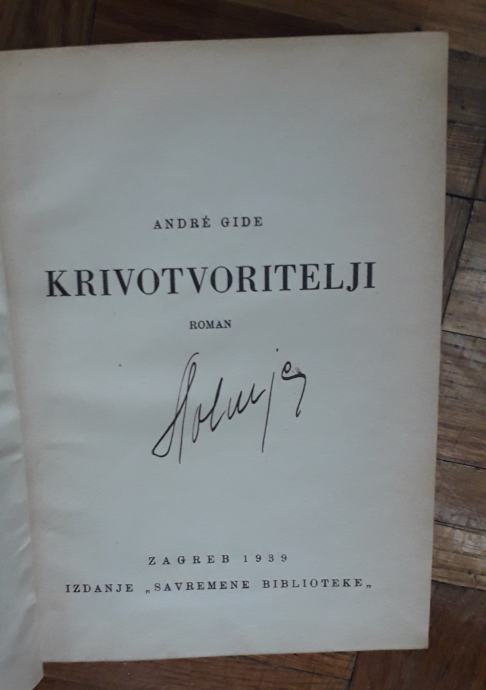 ANDRÉ GIDE
KRIVOTVORITELJI
ROMAN
ZAGREB 1939
IZDANJE „SAVREMENE BIBLIOTEKE„